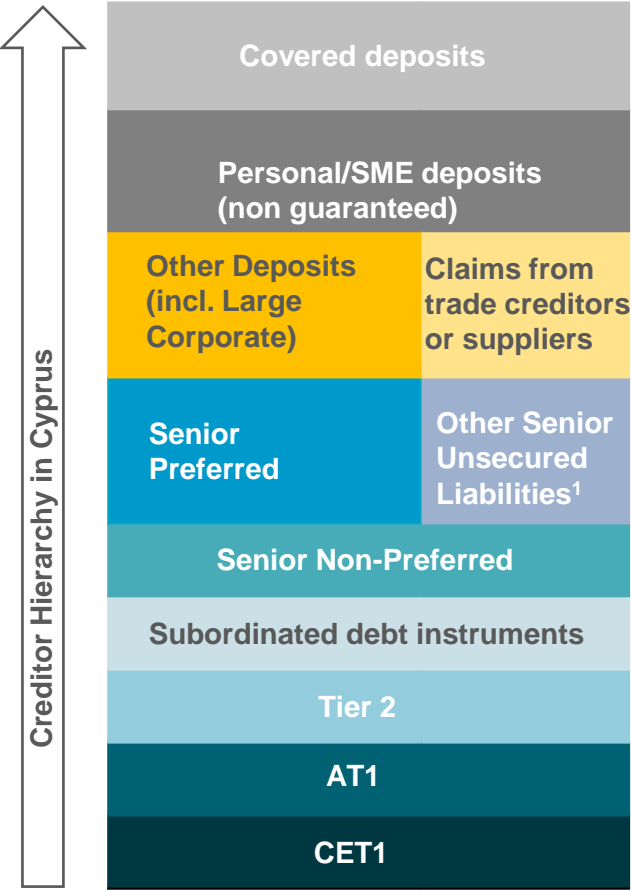 Creditor Hierarchy in Cyprus
Covered deposits
Personal/SME deposits
(non guaranteed)
Other Deposits
(incl. Large
Corporate)
Claims from
trade creditors
or suppliers
Senior
Preferred
Other Senior
Unsecured
Liabilities¹
Senior Non-Preferred
Subordinated debt instruments
Tier 2
AT1
CET1